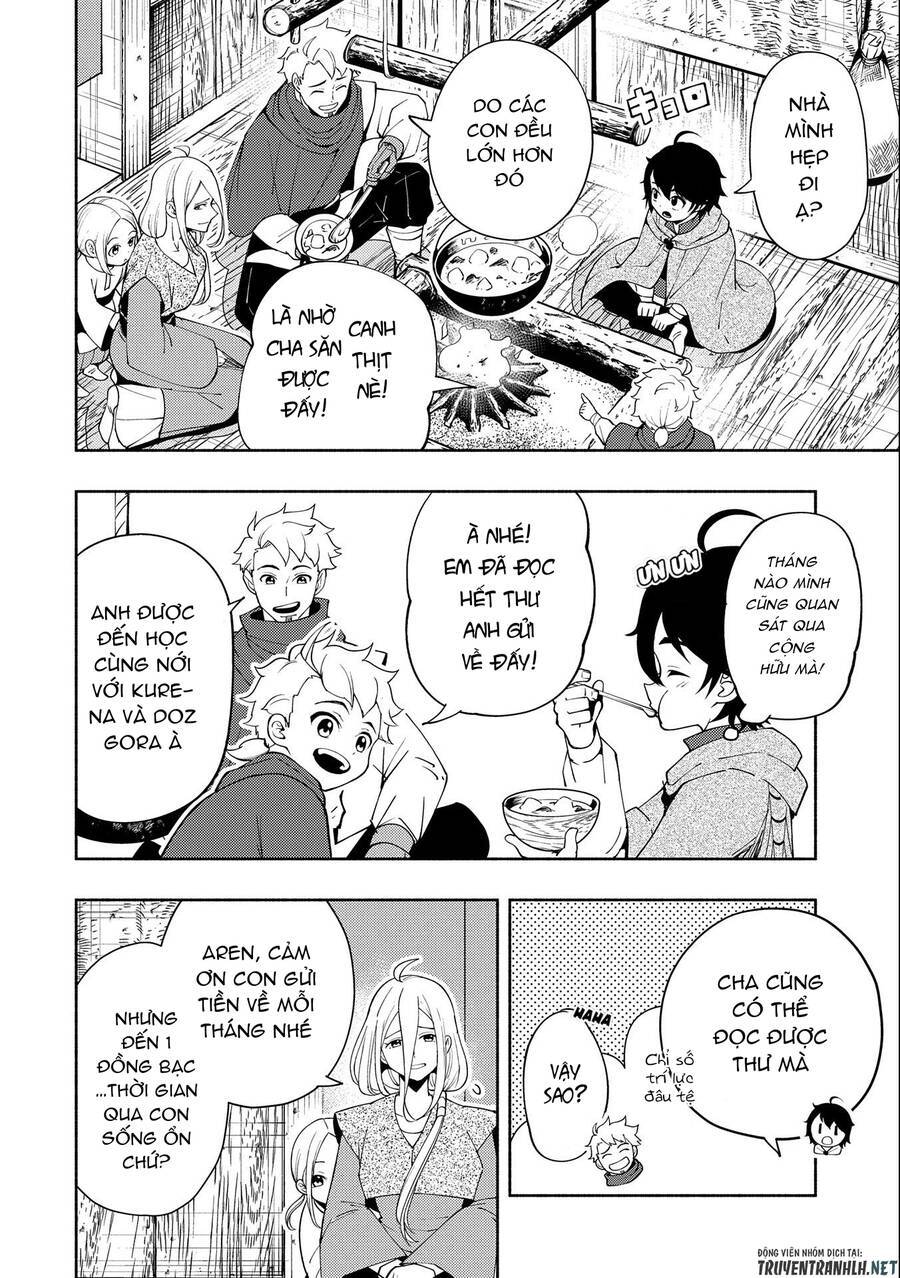 NHÀ
MÌNH
HẸP
ĐI
Ạ?
キョロ
DO CÁC
CON ĐỀU
LỚN HƠN
ĐÓ
CANH
THỊT
NÈ!
LÀ NHỜ
CHA SĂN
ĐƯỢC
ĐẤY!
THÁNG
NÀO MÌNH
CŨNG QUAN
SÁT QUA
CỘNG
HỮU MÀ!
ƯN ƯN
À NHÉ!
EM ĐÃ ĐỌC
HẾT THƯ
ANH GỬI
VỀ ĐẤY!
ANH ĐƯỢC
ĐẾN HỌC
CÙNG NƠI
VỚI KURE-
NA VÀ DOZ
GORA À
CHA CŨNG
CÓ THỂ
ĐỌC ĐƯỢC
THƯ MÀ
Chỉ số
trí lực
đâu tệ
HAHA
VẬY
SAO?
AREN, CẢM
ƠN CON GỬI
TIỀN VỀ MỖI
THÁNG NHÉ
NHƯNG
ĐẾN 1
ĐỒNG BẠC
...THỜI GIAN
QUA CON
SỐNG ỔN
CHỨ?
ĐỘNG VIÊN NHÓM DỊCH TẠI:
TRUYENTRANHLH.NET